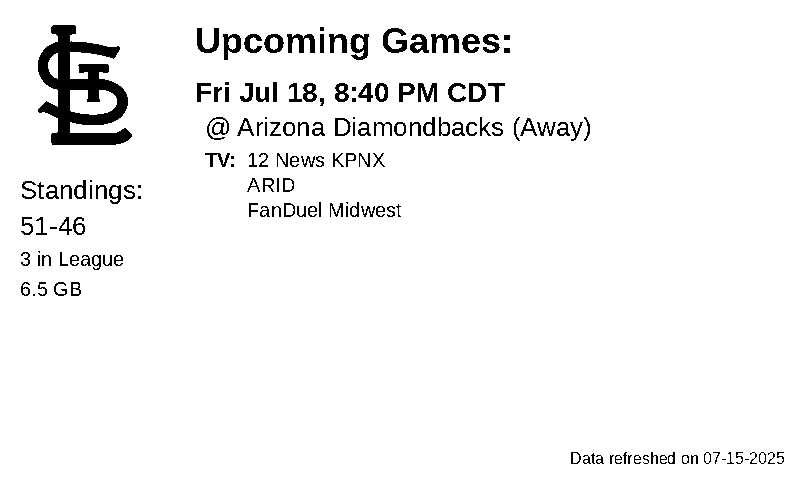 STL
Standings:
51-46
3 in League
6.5 GB
Upcoming Games:
Fri Jul 18, 8:40 PM CDT
@ Arizona Diamondbacks (Away)
TV: 12 News KPNX
ARID
FanDuel Midwest
Data refreshed on 07-15-2025